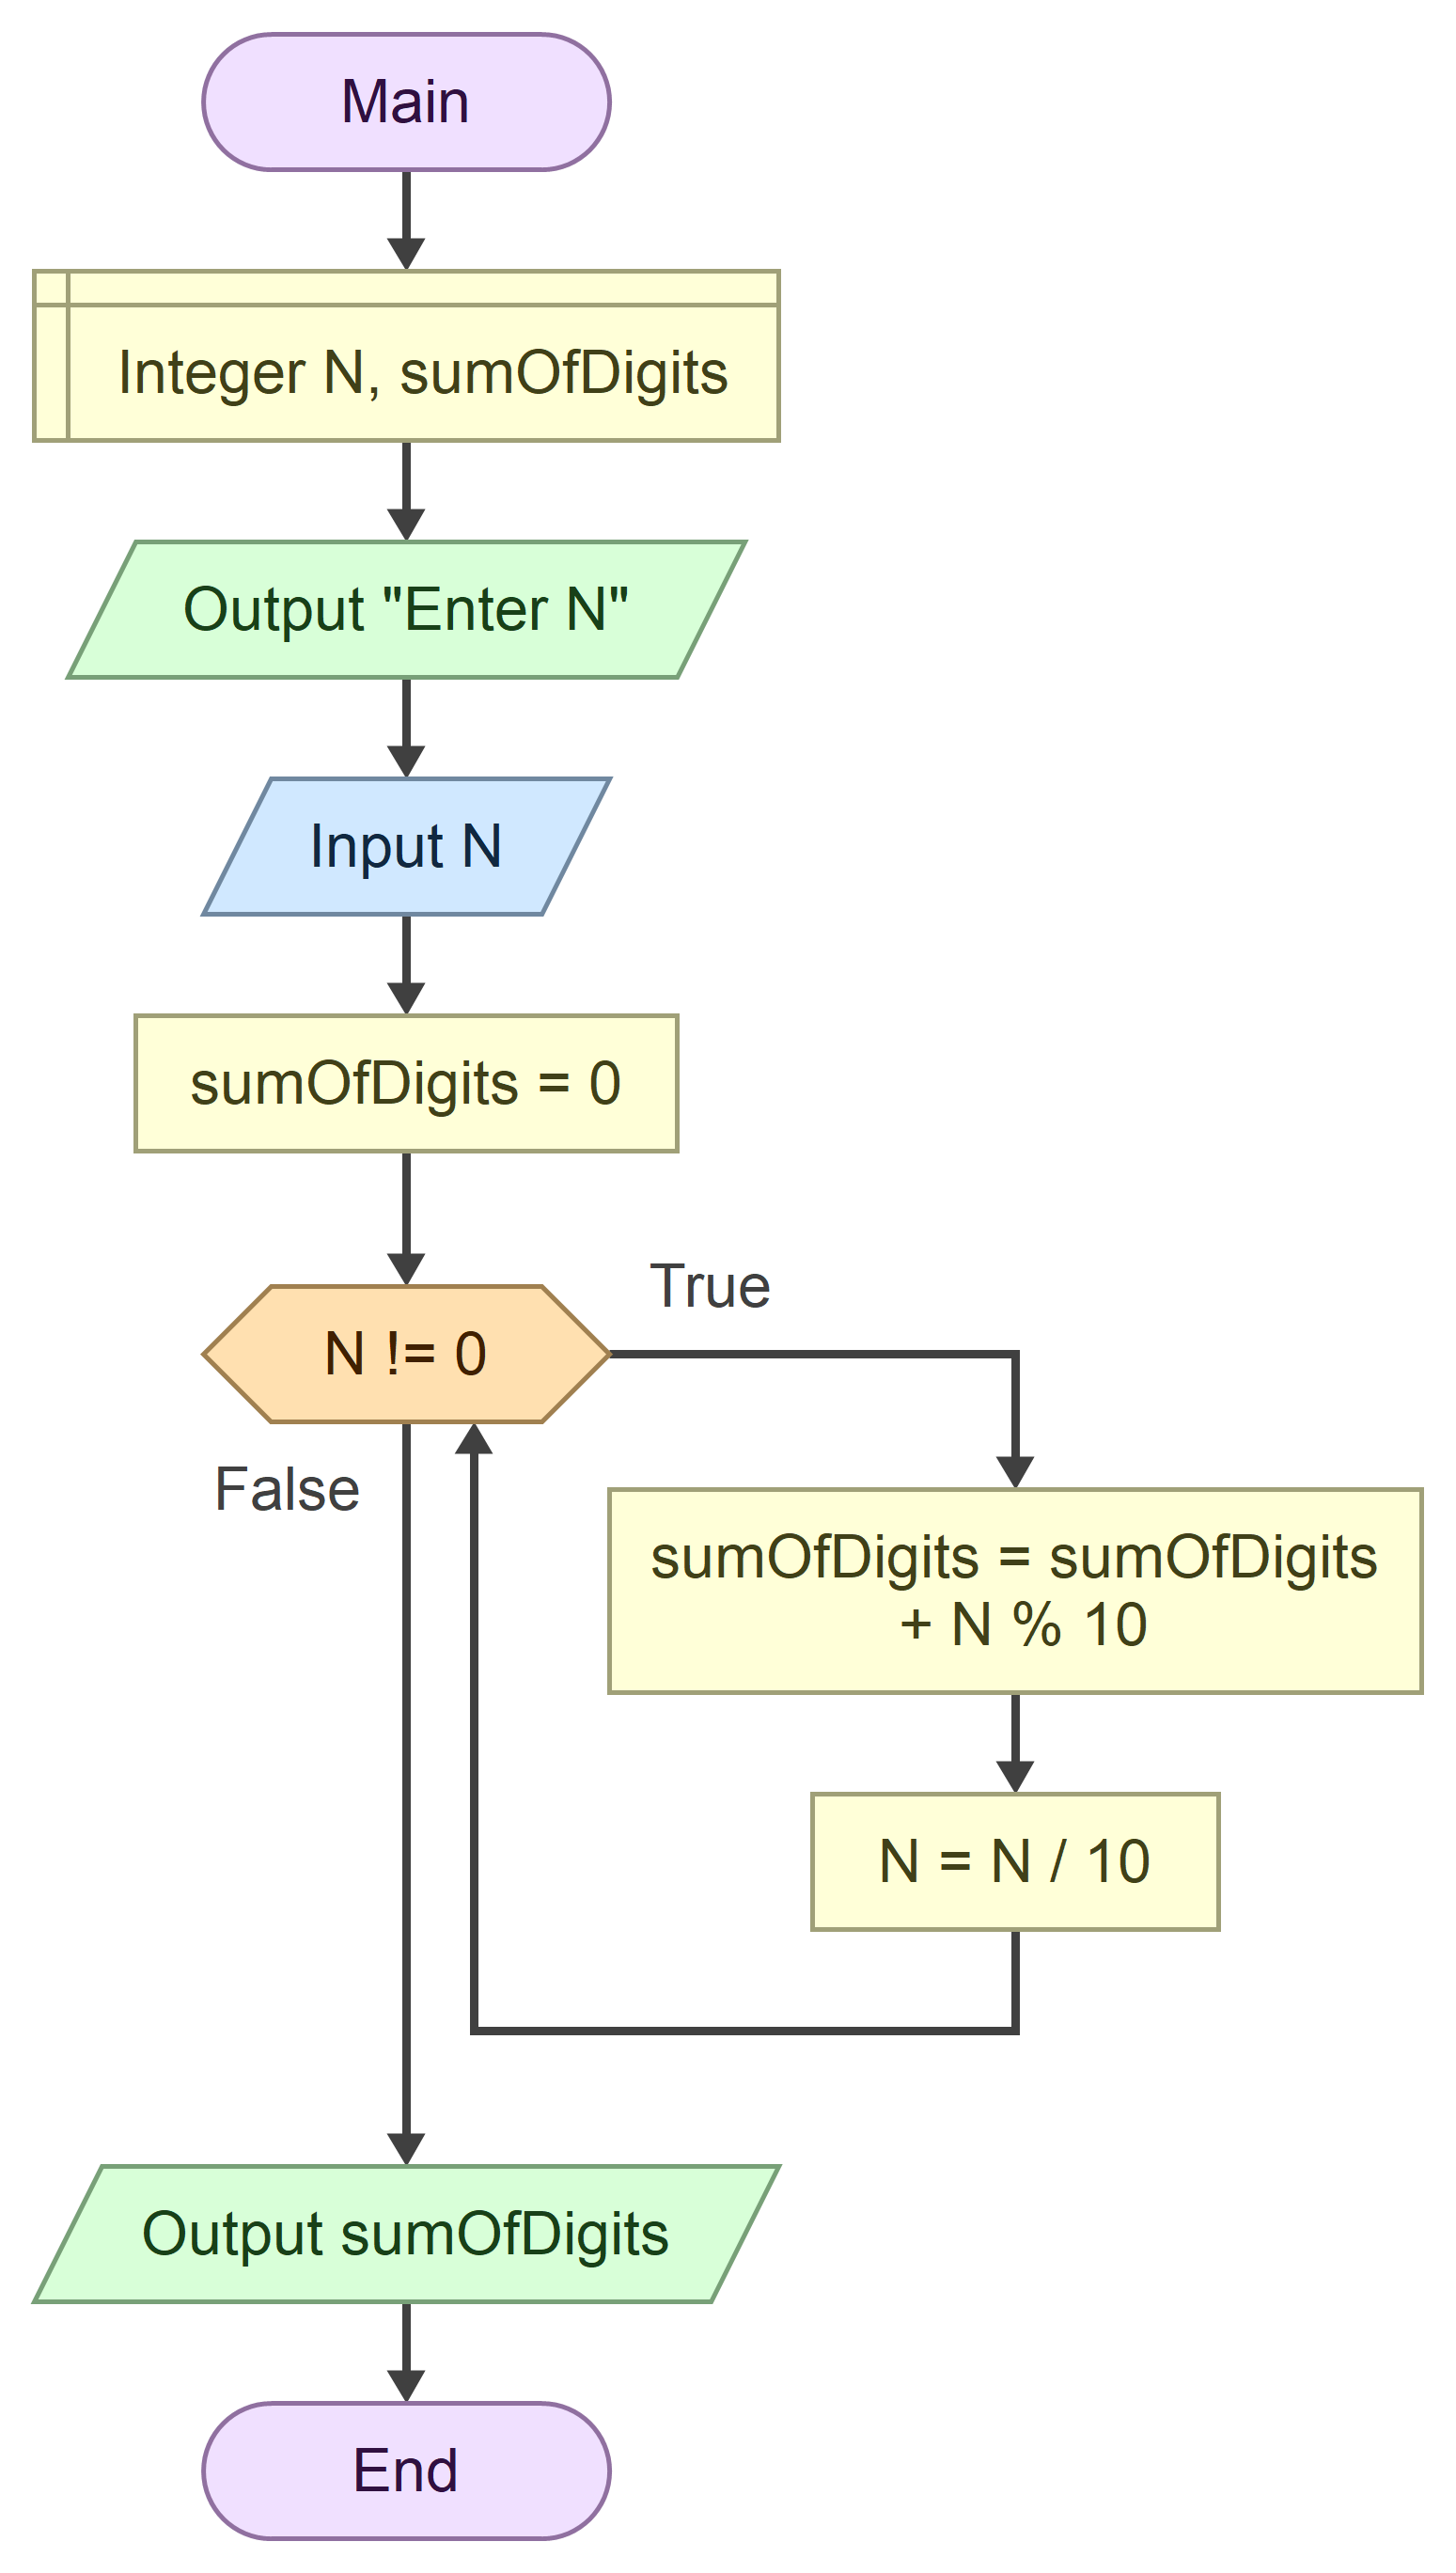 Main
Integer N, sumOfDigits
Output "Enter N"
Input N
sumOfDigits = 0
N != 0
True
False
sumOfDigits = sumOfDigits
+ N % 10
N = N / 10
Output sumOfDigits
End